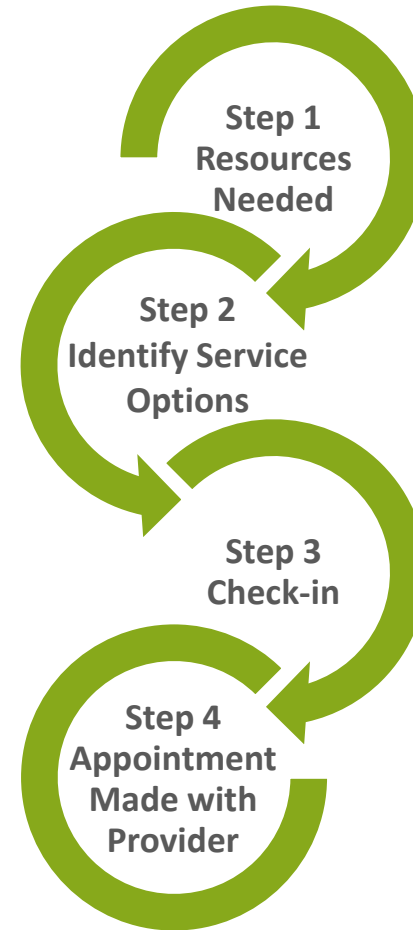 Step 1
Resources
Needed
Step 2
Identify Service
Options
Step 3
Check-in
Step 4
Appointment
Made with
Provider